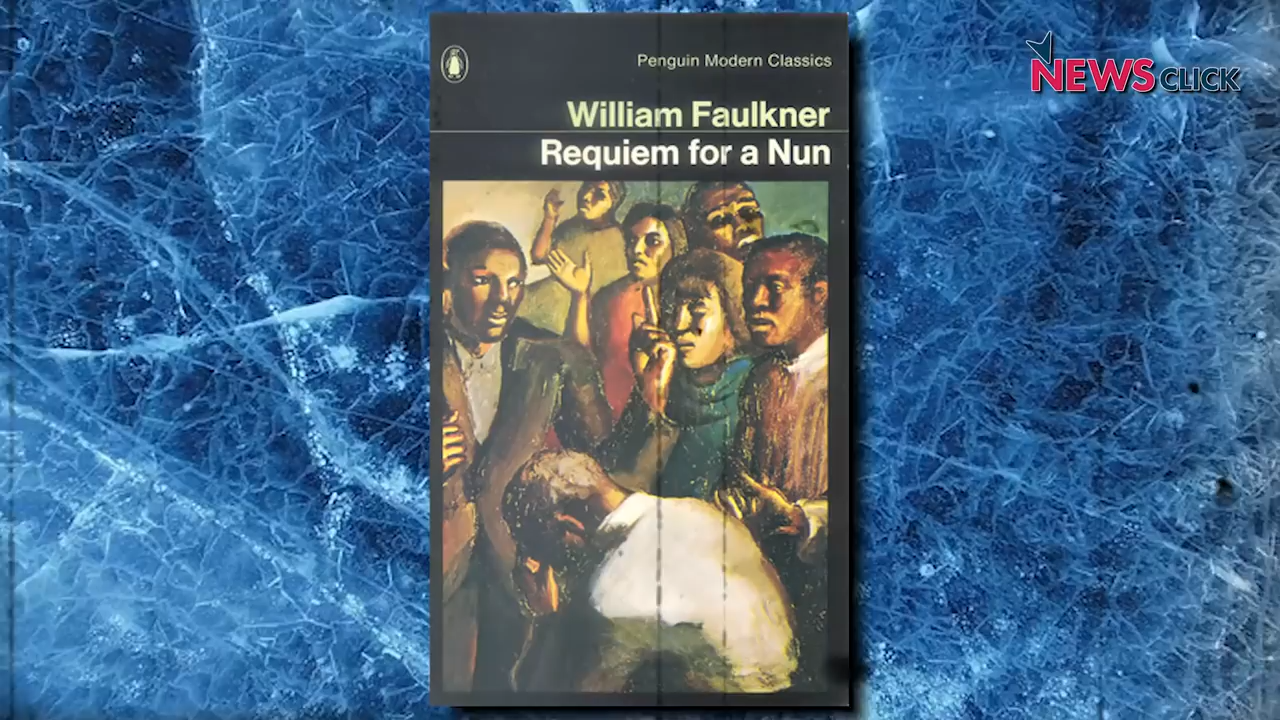 Penguin Modern Classics
William Faulkner
Requiem for a Nun
NEWSCLICK